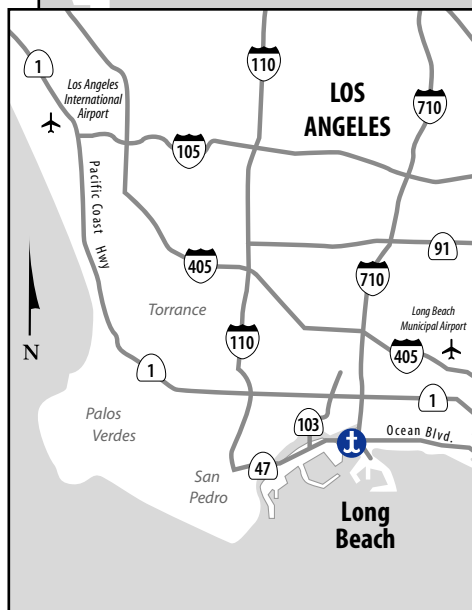 1
110
Los Angeles
International
Airport
LOS
ANGELES
710
105
Pacific Coast Hwy
91
405
710
Torrance
Long Beach
Municipal Airport
N
110
405
1
1
Palos
Verdes
103
Ocean Blvd.
47
San
Pedro
Long
Beach